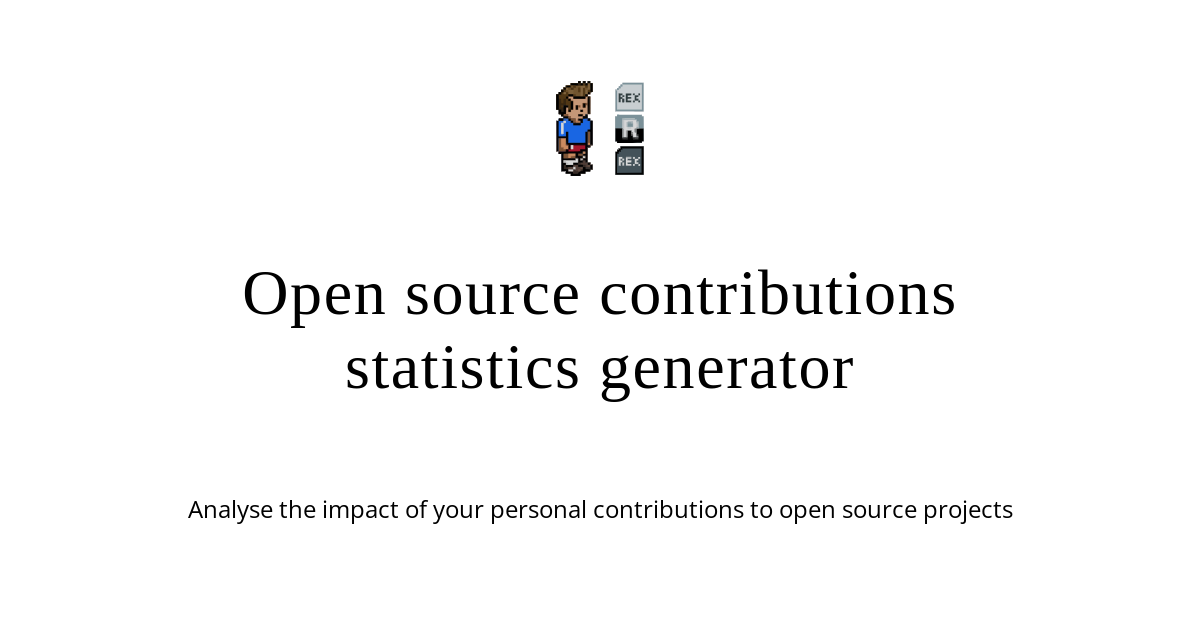 REX
R
REX
Open source contributions
statistics generator
Analyse the impact of your personal contributions to open source projects